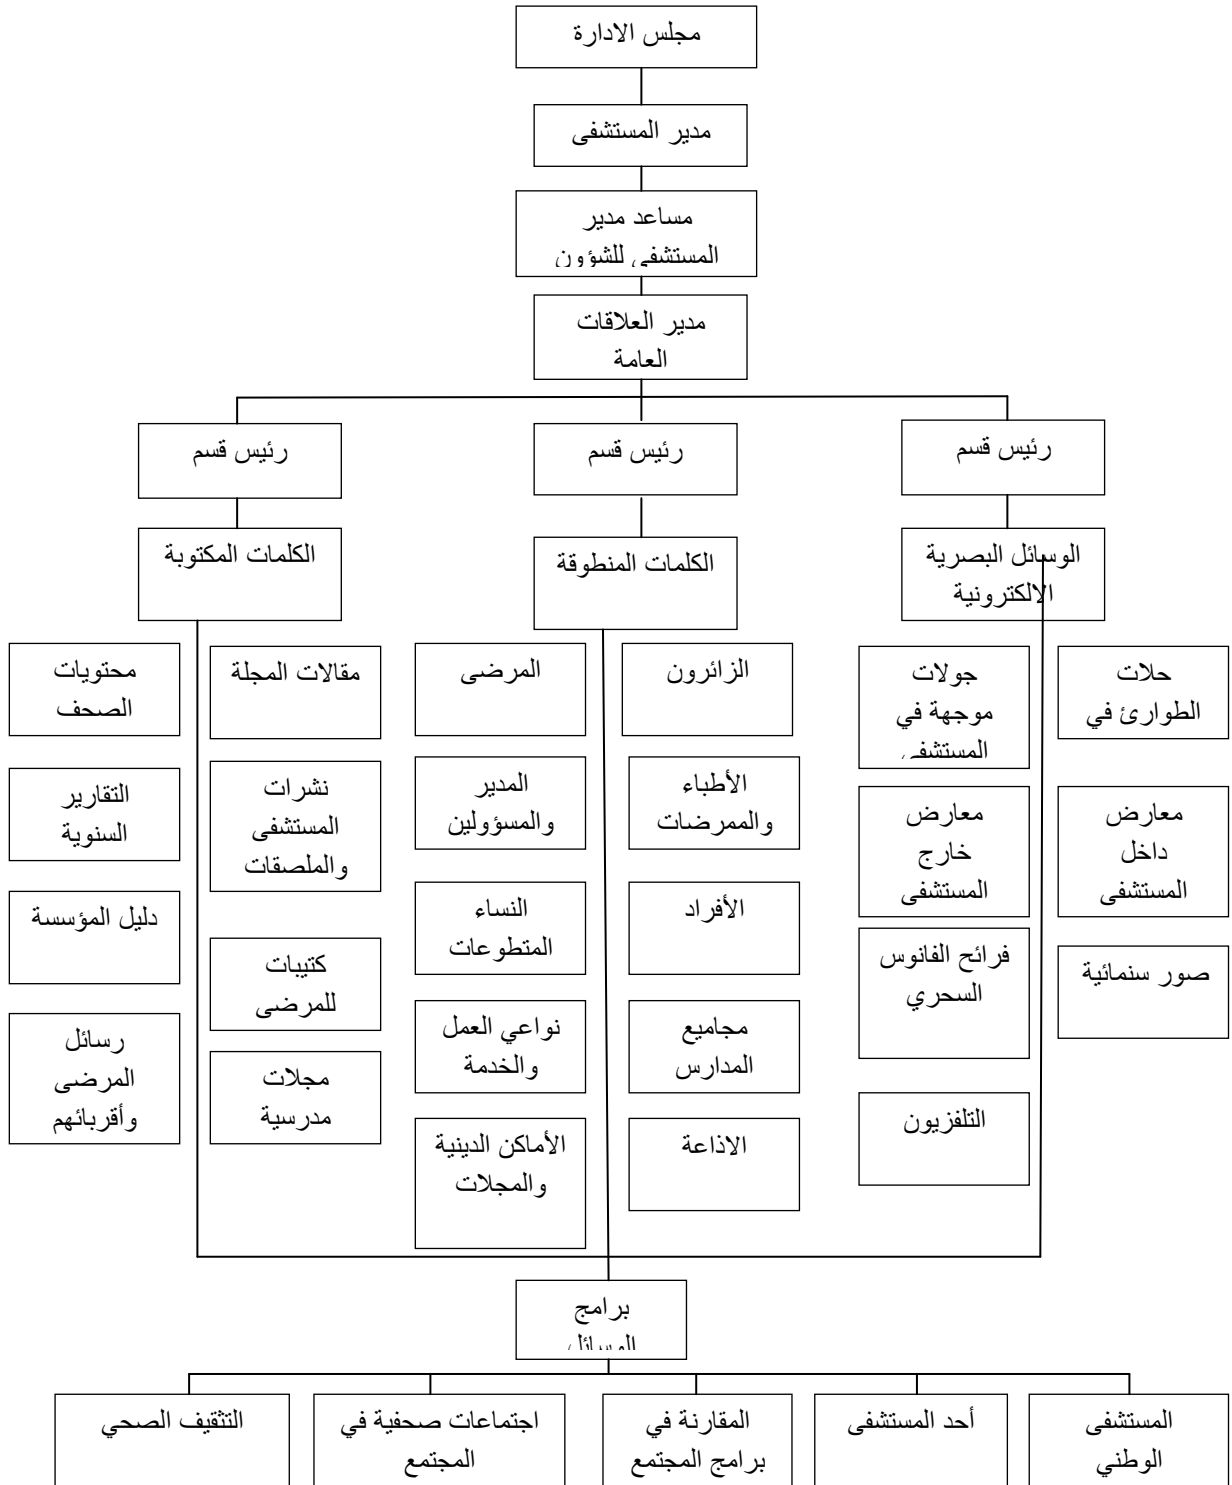 مجلس الادارة
مدير المستشفى
مساعد مدير
المستشفى للشؤون
مدير العلاقات
العامة
رئيس قسم
رئيس قسم
رئيس قسم
الوسائل البصرية
الالكترونية
الكلمات المنطوقة
الكلمات المكتوبة
حلات
الطوارئ في
جولات
موجهة في
المستشفى
الزائرون
المرضى
مقالات المجلة
محتويات
الصحف
معارض
داخل
المستشفى
معارض
خارج
المستشفى
الأطباء
والممرضات
المدير
والمسؤولين
نشرات
المستشفى
والملصقات
التقارير
السنوية
صور سنمائية
فرائح الفانوس
السحري
الأفراد
النساء
المتطوعات
كتيبات
للمرضى
دليل المؤسسة
التلفزيون
مجاميع
المدارس
نواعي العمل
والخدمة
مجلات
مدرسية
رسائل
المرضى
وأقربائهم
الاذاعة
الأماكن الدينية
والمجلات
برامج
الوسائل
المستشفى
الوطني
أحد المستشفى
المقارنة في
برامج المجتمع
اجتماعات صحفية في
المجتمع
التثقيف الصحي